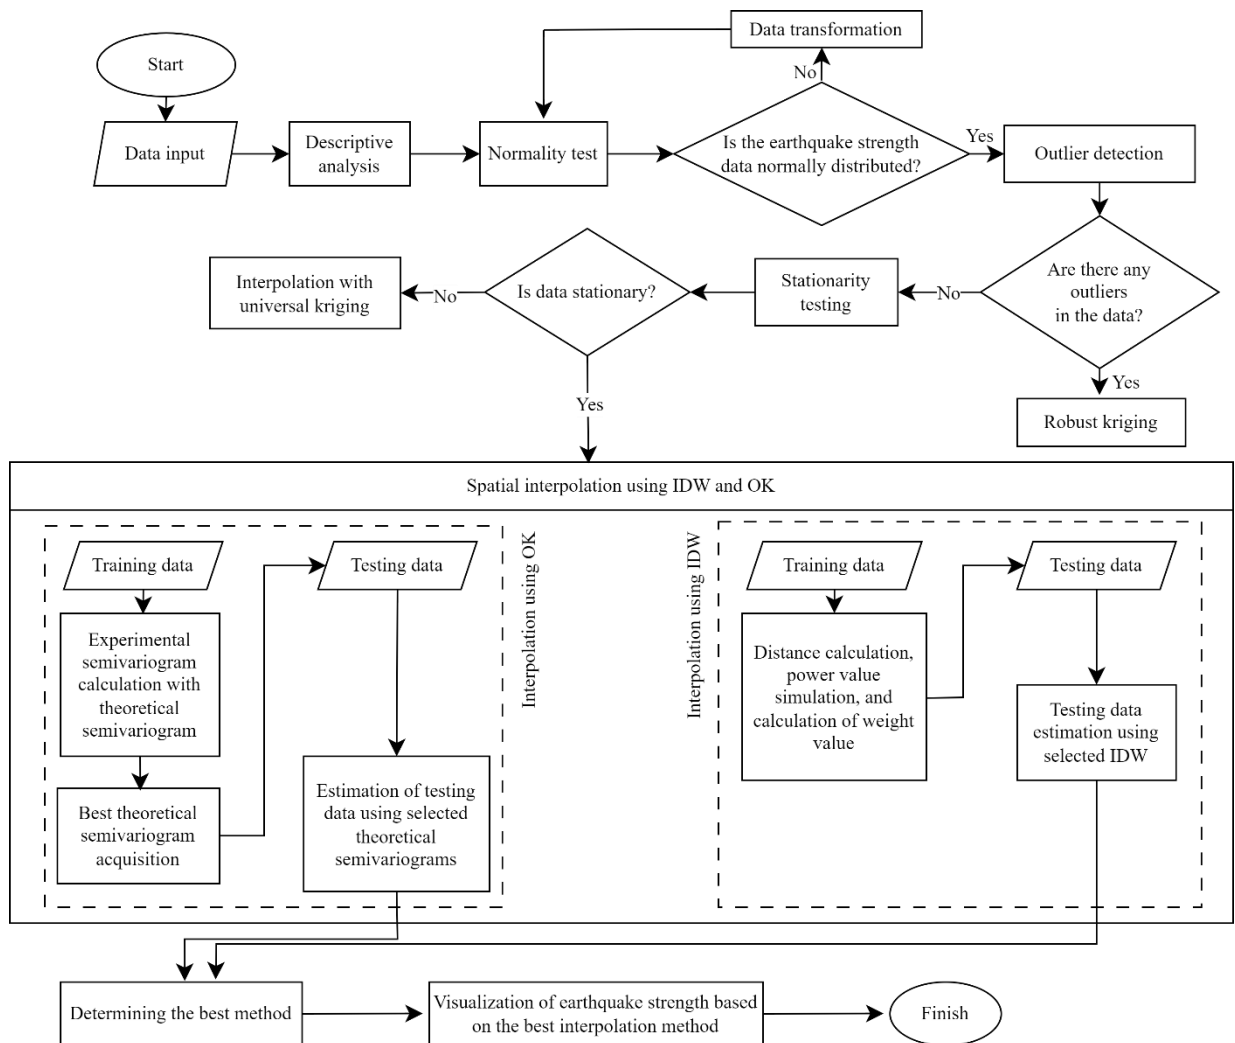 Start
Data transformation
No
Data input
Descriptive
analysis
Normality test
Is the earthquake strength
data normally distributed?
Yes
Outlier detection
Interpolation with
universal kriging
No
Is data stationary?
Stationarity
testing
No
Are there any
outliers
in the data?
Yes
Robust kriging
Yes
Spatial interpolation using IDW and OK
Training data
Testing data
Experimental
semivariogram
calculation with
theoretical
semivariogram
Best theoretical
semivariogram
acquisition
Estimation of testing
data using selected
theoretical
semivariograms
Interpolation using OK
Interpolation using IDW
Training data
Testing data
Distance calculation,
power value
simulation, and
calculation of weight
value
Testing data
estimation using
selected IDW
Determining the best method
Visualization of earthquake strength based
on the best interpolation method
Finish